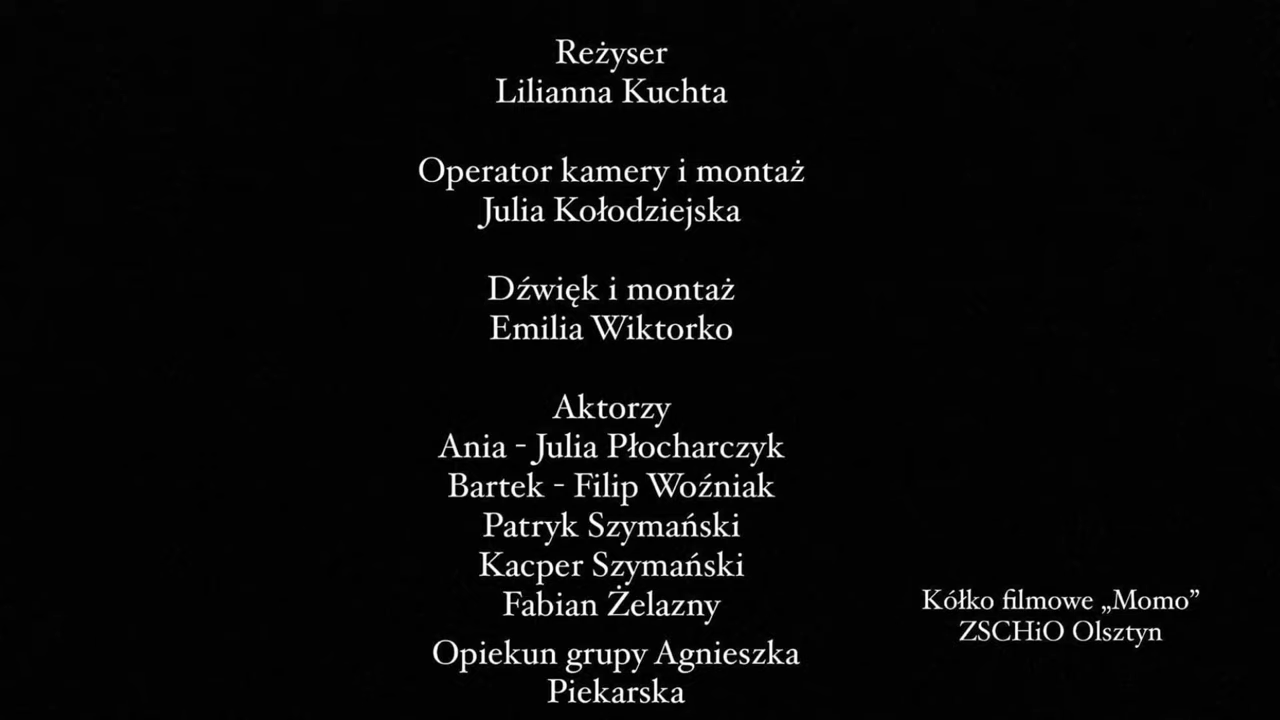 Reżyser
Lilianna Kuchta
Operator kamery i montaż
Julia Kołodziejska
Dźwięk i montaż
Emilia Wiktorko
Aktorzy
Ania - Julia Płocharczyk
Bartek - Filip Woźniak
Patryk Szymański
Kacper Szymański
Fabian Żelazny
Opiekun grupy Agnieszka
Piekarska
Kółko filmowe „Momo”
ZSCHiO Olsztyn